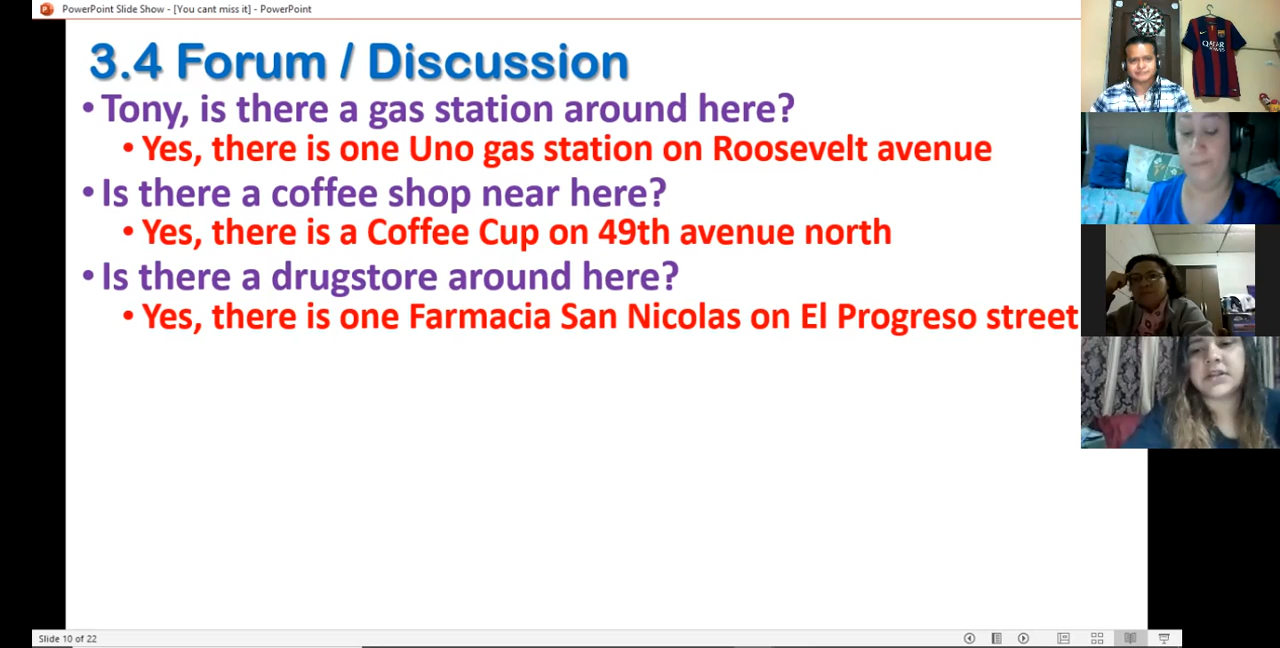 PowerPoint Slide Show - [You cant miss it] - PowerPoint
3.4 Forum / Discussion
• Tony, is there a gas station around here?
• Yes, there is one Uno gas station on Roosevelt avenue
• Is there a coffee shop near here?
• Yes, there is a Coffee Cup on 49th avenue north
• Is there a drugstore around here?
• Yes, there is one Farmacia San Nicolas on El Progreso street
Slide 10 of 22
QATAR